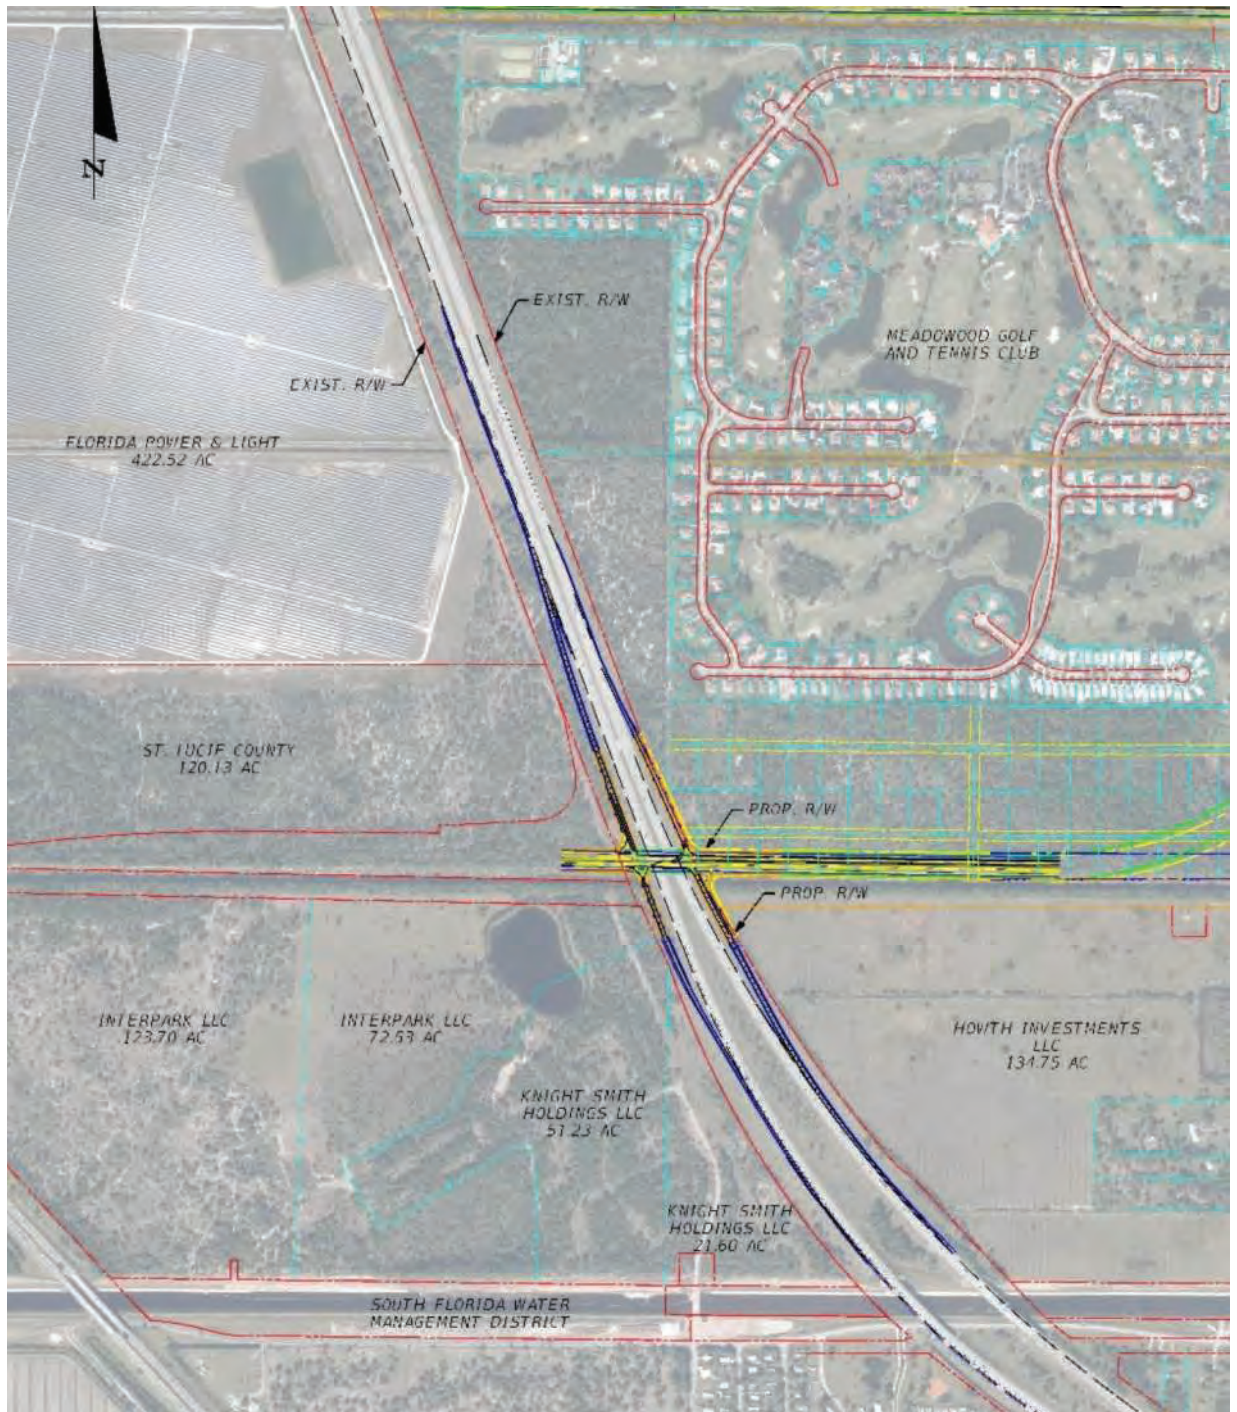 N
EXIST. R/W
EXIST. R/W
MEADOWOOD GOLF
AND TENNIS CLUB
FLORIDA POWER & LIGHT
422.52 AC
ST. LUCIE COUNTY
120.13 AC
PROP. R/W
PROP. R/W
INTERPARK LLC
123.70 AC
INTERPARK LLC
72.53 AC
HOWTH INVESTMENTS
LLC
134.75 AC
KNIGHT SMITH
HOLDINGS LLC
51.23 AC
KNIGHT SMITH
HOLDINGS LLC
21.60 AC
SOUTH FLORIDA WATER
MANAGEMENT DISTRICT